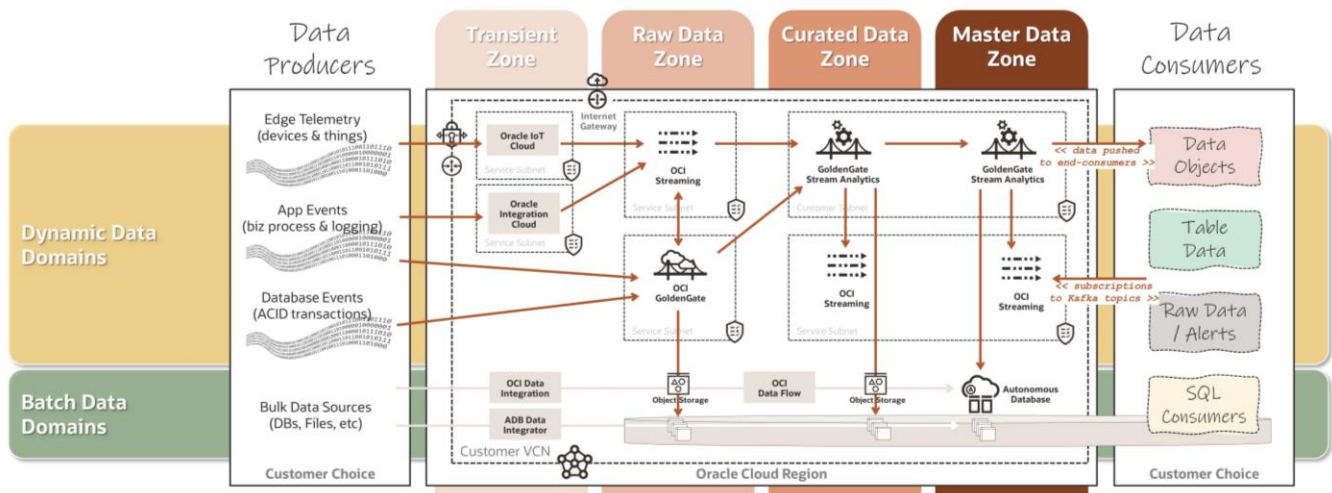 Data
Producers
Transient
Zone
Raw Data
Zone
Curated Data
Zone
Master Data
Zone
Data
Consumers
Dynamic Data
Domains
Batch Data
Domains
Edge Telemetry
(devices & things)
App Events
(biz process & logging)
Database Events
(ACID transactions)
Bulk Data Sources
(DBs, Files, etc)
Customer Choice
Internet
Gateway
Oracle IoT
Cloud
Service Subnet
Oracle
Integration
Cloud
Service Subnet
OCI
Streaming
Service Subnet
OCI
GoldenGate
Service Subnet
GoldenGate
Stream Analytics
GoldenGate
Stream Analytics
Customer Subnet
OCI
Streaming
OCI
Streaming
Service Subnet
OCI Data
Integration
ADB Data
Integrator
Object Storage
OCI
Data Flow
Object Storage
Autonomous
Database
Customer VCN
Oracle Cloud Region
<< data pushed
to end-consumers >>
<< subscriptions
to Kafka topics >>
Data
Objects
Table
Data
Raw Data
/ Alerts
SQL
Consumers
Customer Choice